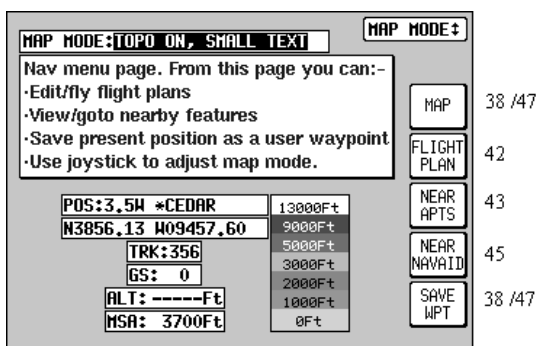 MAP MODE↕
MAP MODE:TOPO ON, SMALL TEXT
Nav menu page. From this page you can:-
·Edit/fly flight plans
·View/goto nearby features
·Save present position as a user waypoint
·Use joystick to adjust map mode.
MAP 38 /47
FLIGHT PLAN 42
NEAR APTS 43
NEAR NAVAID 45
SAVE WPT 38 /47
POS:3.5W *CEDAR
N3856.13 W09457.60
TRK:356
GS: 0
ALT:-----Ft
MSA: 3700Ft
13000Ft
9000Ft
5000Ft
3000Ft
2000Ft
1000Ft
0Ft